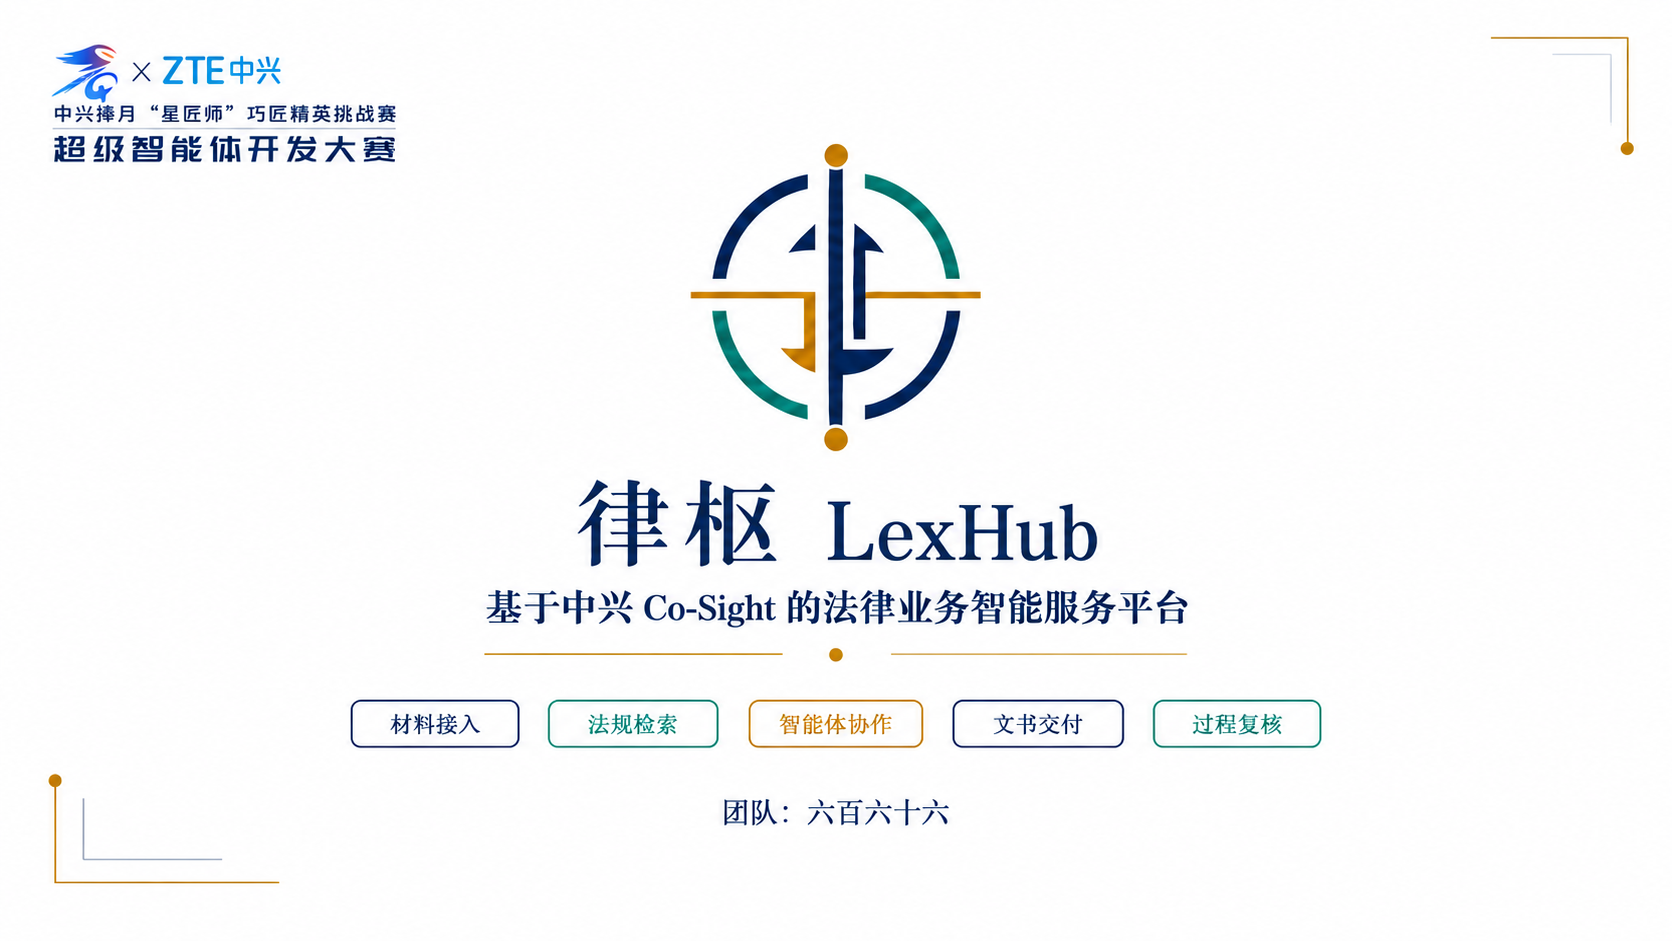 × ZTE中兴
中兴捧月“星匠师”巧匠精英挑战赛
超级智能体开发大赛
律枢 LexHub
基于中兴 Co-Sight 的法律业务智能服务平台
材料接入
法规检索
智能体协作
文书交付
过程复核
团队：六百六十六